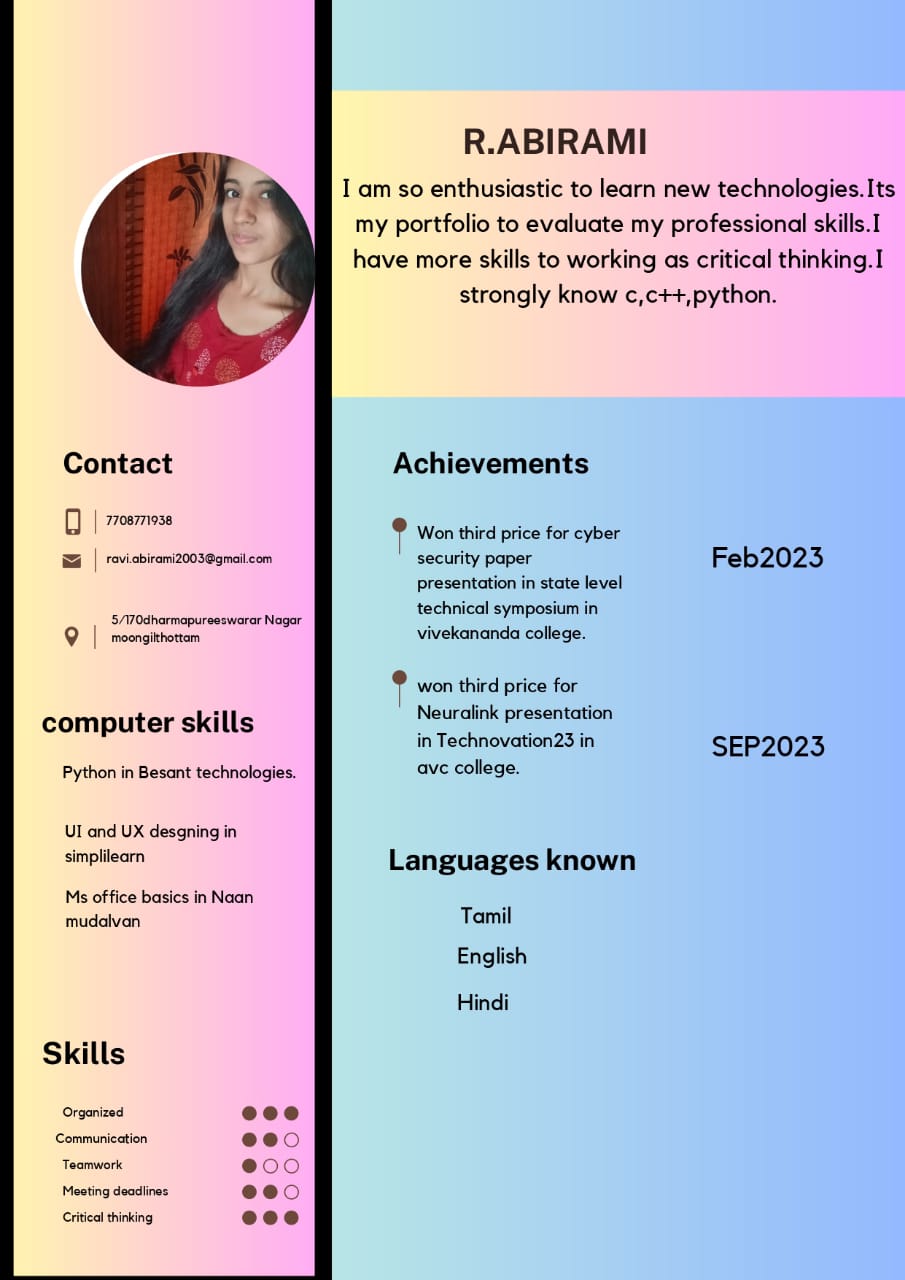 R.ABIRAMI
I am so enthusiastic to learn new technologies.Its
my portfolio to evaluate my professional skills.I
have more skills to working as critical thinking.I
strongly know c,c++,python.
Contact
7708771938
ravi.abirami2003@gmail.com
5/170dharmapureeswarar Nagar
moongilthottam
computer skills
Python in Besant technologies.
UI and UX desgning in
simplilearn
Ms office basics in Naan
mudalvan
Skills
Organized
Communication
Teamwork
Meeting deadlines
Critical thinking
Achievements
Won third price for cyber
security paper
presentation in state level
technical symposium in
vivekananda college.
Feb2023
won third price for
Neuralink presentation
in Technovation23 in
avc college.
SEP2023
Languages known
Tamil
English
Hindi